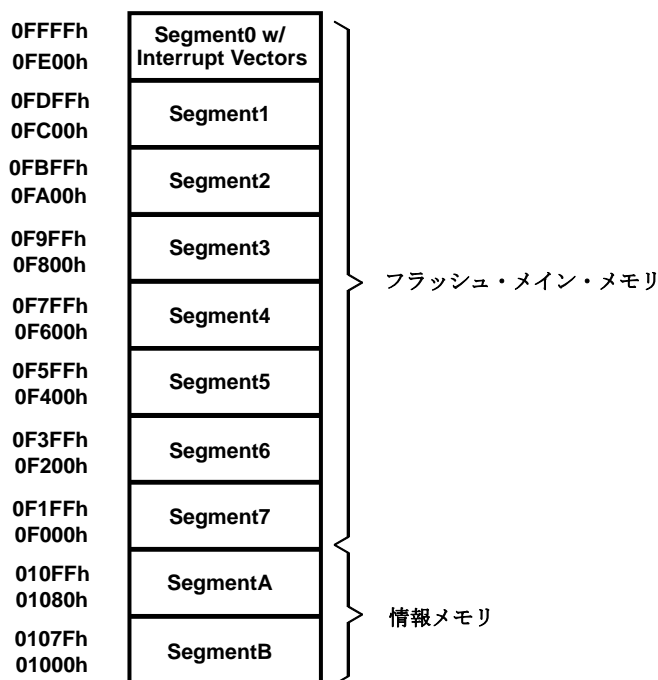 0FFFFh
0FE00h
Segment0 w/
Interrupt Vectors
0FDFFh
0FC00h
Segment1
0FBFFh
0FA00h
Segment2
0F9FFh
0F800h
Segment3
フラッシュ・メイン・メモリ
0F7FFh
0F600h
Segment4
0F5FFh
0F400h
Segment5
0F3FFh
0F200h
Segment6
0F1FFh
0F000h
Segment7
010FFh
01080h
SegmentA
情報メモリ
0107Fh
01000h
SegmentB